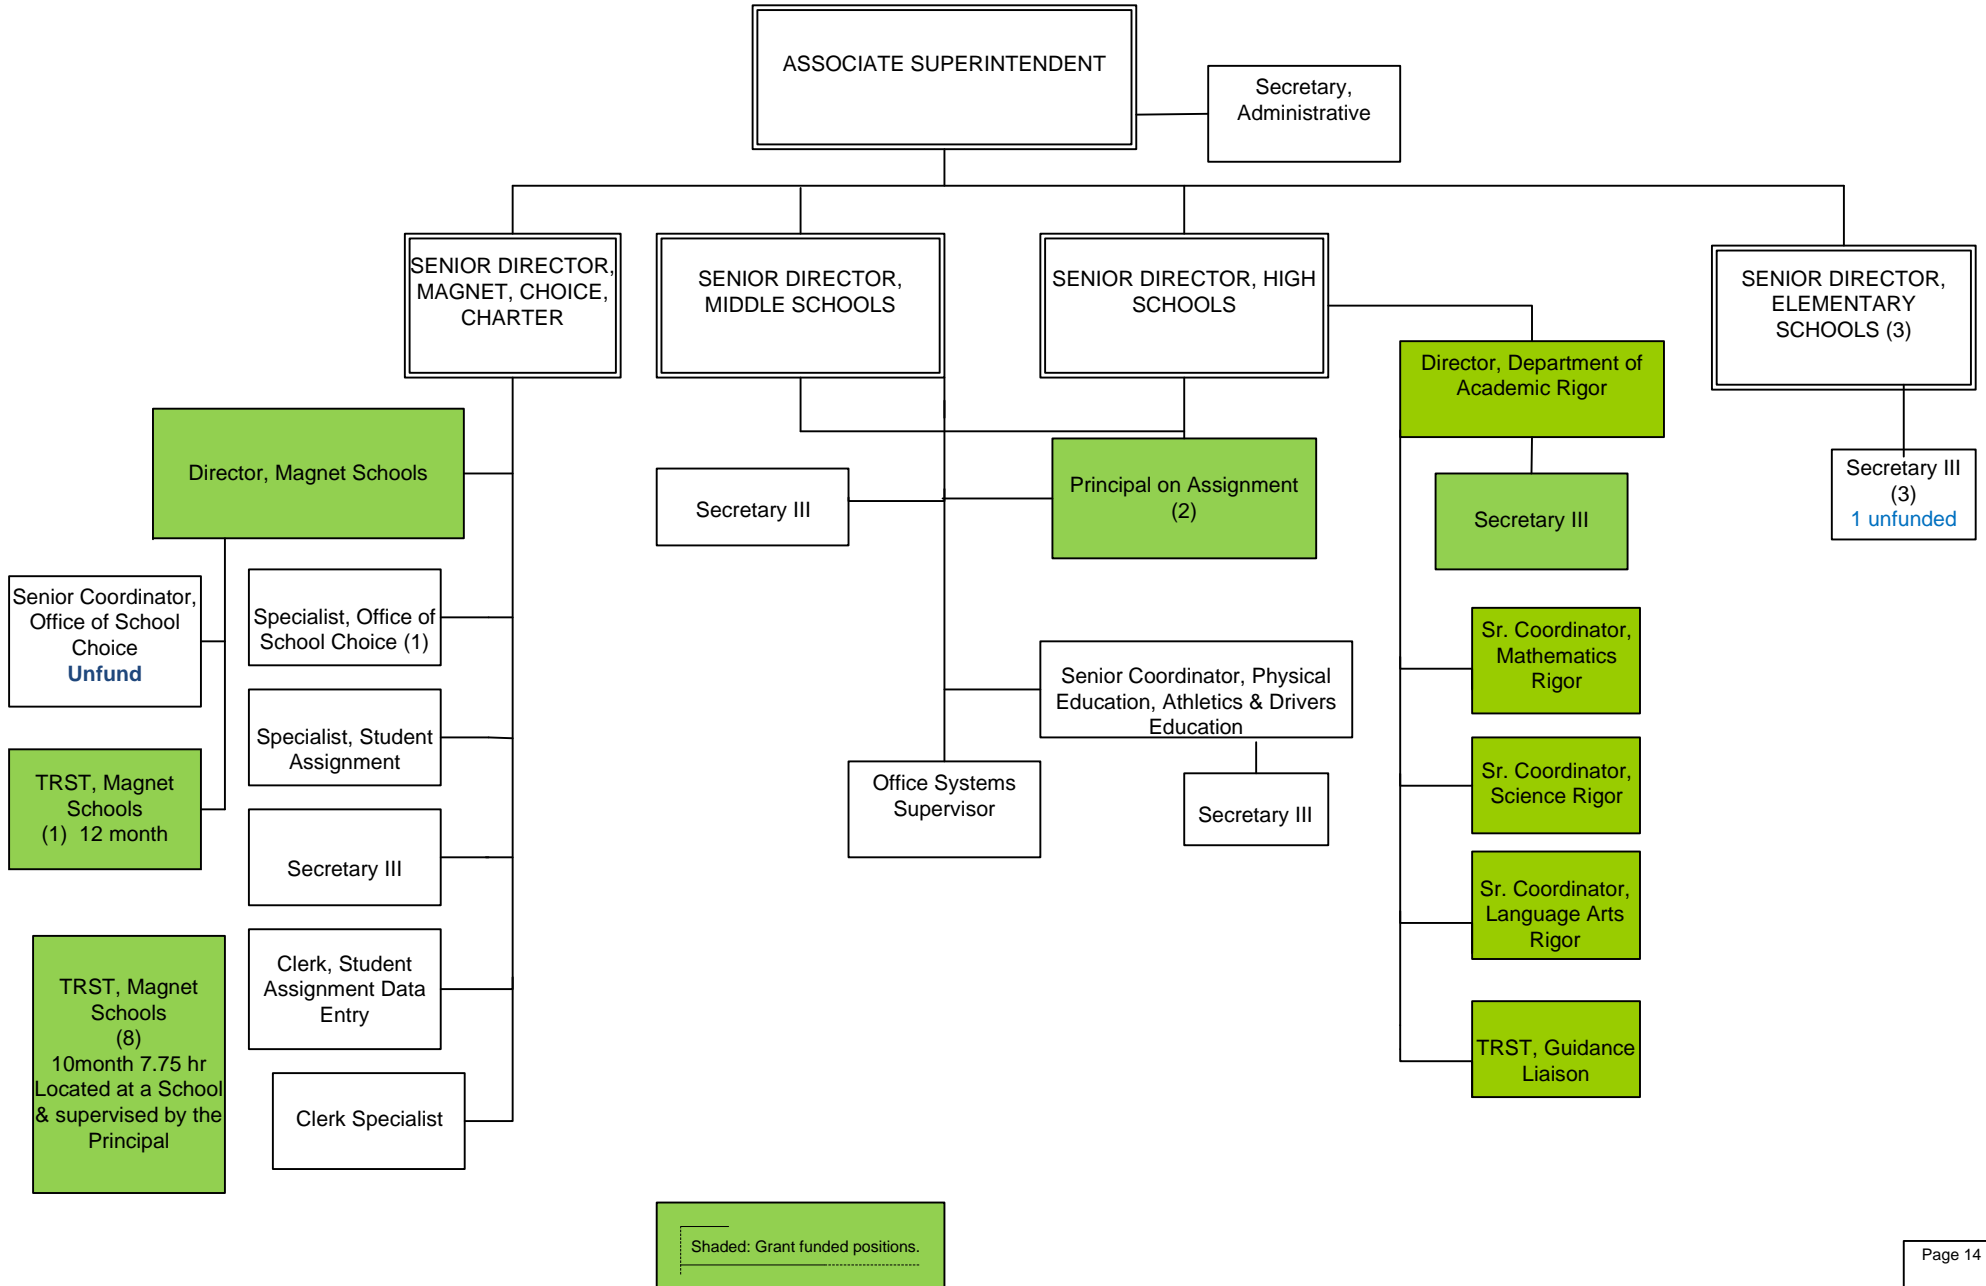 ASSOCIATE SUPERINTENDENT
Secretary,
Administrative
SENIOR DIRECTOR,
MAGNET, CHOICE,
CHARTER
SENIOR DIRECTOR,
MIDDLE SCHOOLS
SENIOR DIRECTOR, HIGH
SCHOOLS
SENIOR DIRECTOR,
ELEMENTARY
SCHOOLS (3)
Director, Department of
Academic Rigor
Director, Magnet Schools
Secretary III
Principal on Assignment
(2)
Secretary III
Secretary III
(3)
1 unfunded
Senior Coordinator,
Office of School
Choice
Unfund
Specialist, Office of
School Choice (1)
Sr. Coordinator,
Mathematics
Rigor
Senior Coordinator, Physical
Education, Athletics & Drivers
Education
Specialist, Student
Assignment
TRST, Magnet
Schools
(1) 12 month
Office Systems
Supervisor
Secretary III
Sr. Coordinator,
Science Rigor
Secretary III
Sr. Coordinator,
Language Arts
Rigor
TRST, Magnet
Schools
(8)
10month 7.75 hr
Located at a School
& supervised by the
Principal
Clerk, Student
Assignment Data
Entry
TRST, Guidance
Liaison
Clerk Specialist
Shaded: Grant funded positions.
Page 14